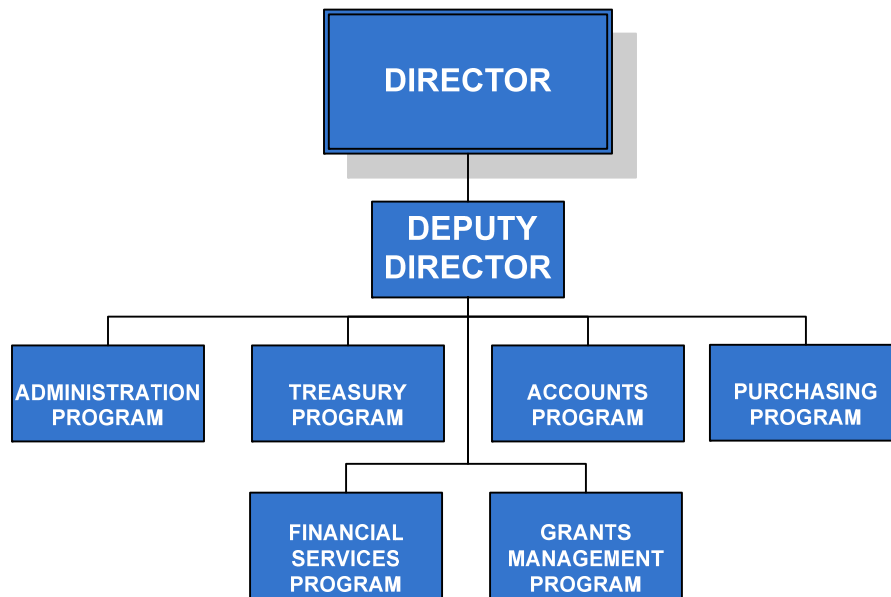 DIRECTOR
DEPUTY
DIRECTOR
ADMINISTRATION
PROGRAM
TREASURY
PROGRAM
ACCOUNTS
PROGRAM
PURCHASING
PROGRAM
FINANCIAL
SERVICES
PROGRAM
GRANTS
MANAGEMENT
PROGRAM